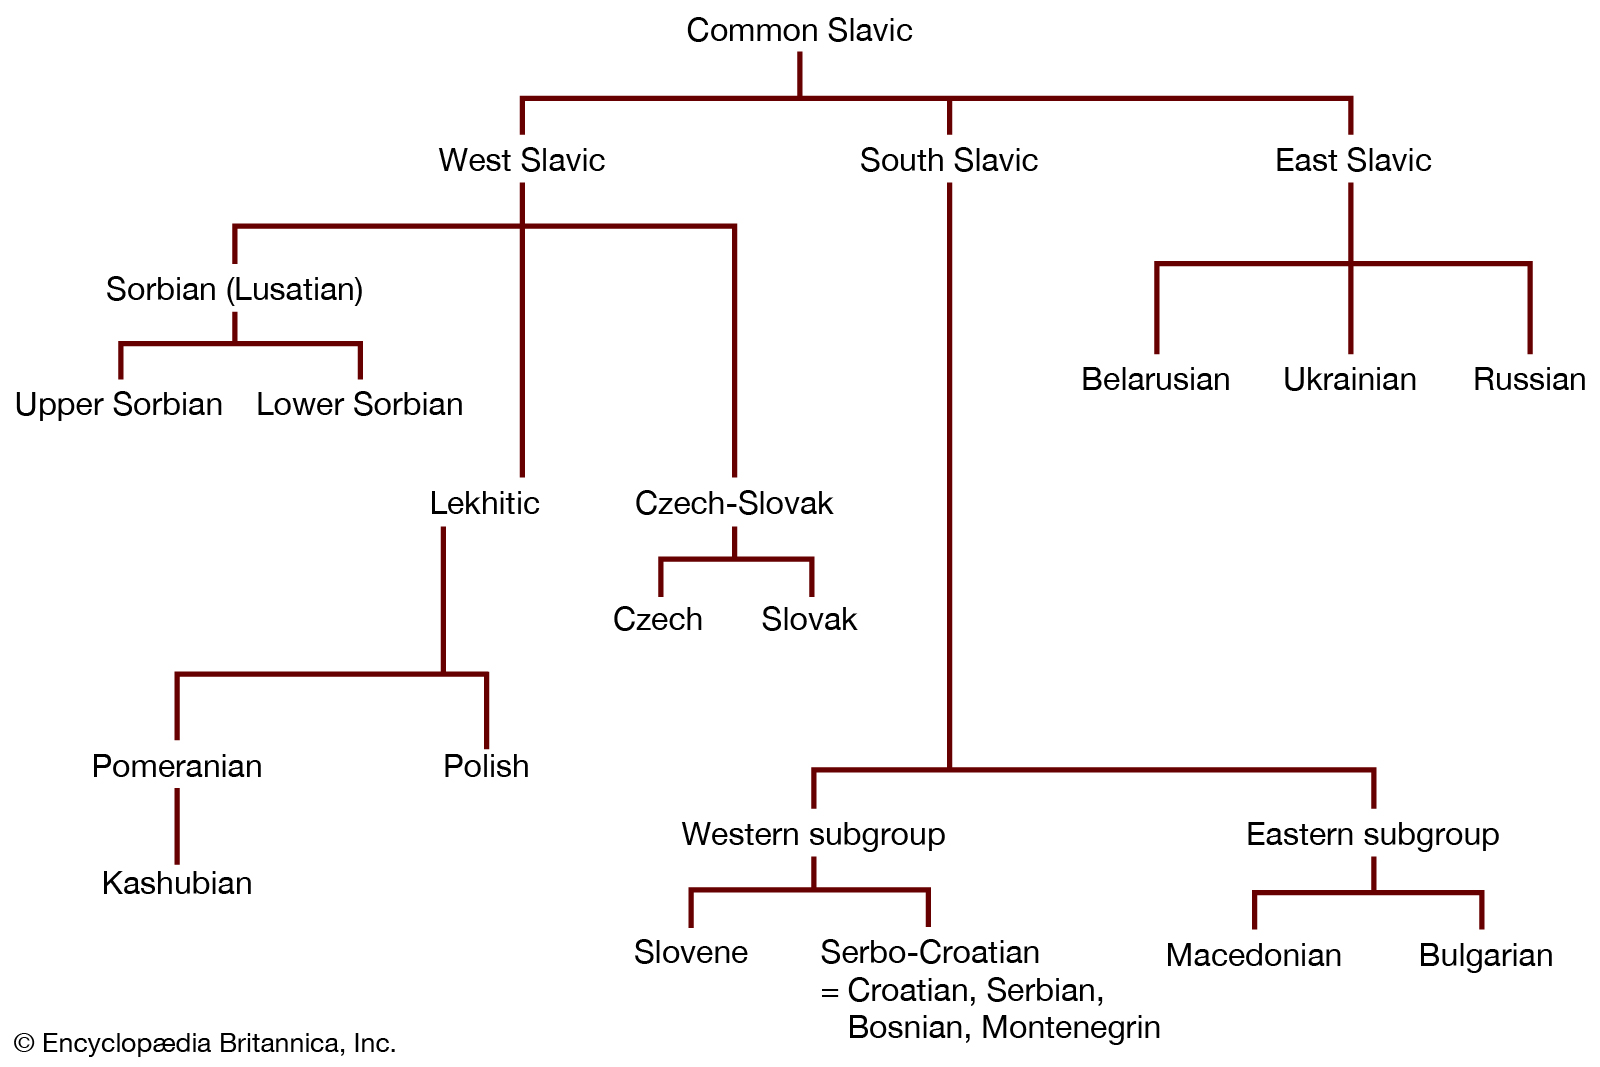 Common Slavic
West Slavic
South Slavic
East Slavic
Sorbian (Lusatian)
Upper Sorbian
Lower Sorbian
Belarusian
Ukrainian
Russian
Lekhitic
Czech-Slovak
Czech
Slovak
Pomeranian
Polish
Kashubian
Western subgroup
Eastern subgroup
Slovene
Serbo-Croatian
= Croatian, Serbian,
Bosnian, Montenegrin
Macedonian
Bulgarian
© Encyclopædia Britannica, Inc.